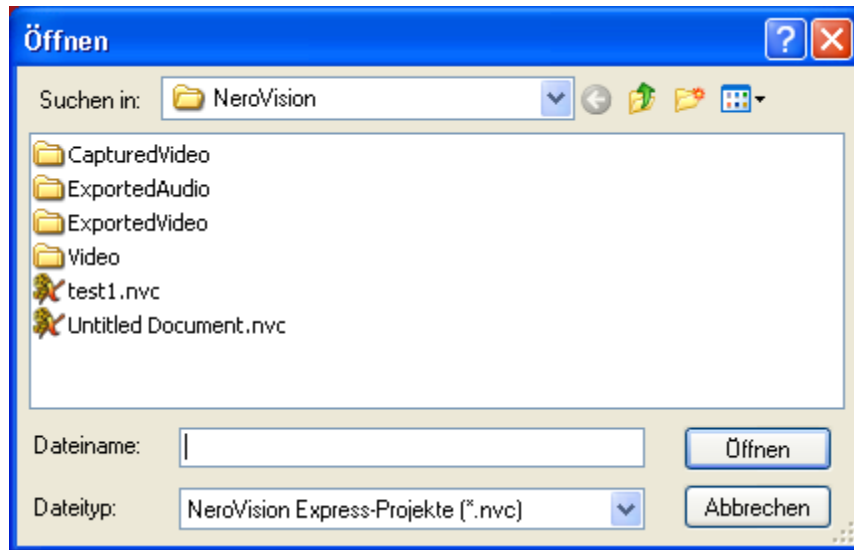 Öffnen
Suchen in: NeroVision
CapturedVideo
ExportedAudio
ExportedVideo
Video
test1.nvc
Untitled Document.nvc
Dateiname: Öffnen
Dateityp: NeroVision Express-Projekte (*.nvc) Abbrechen